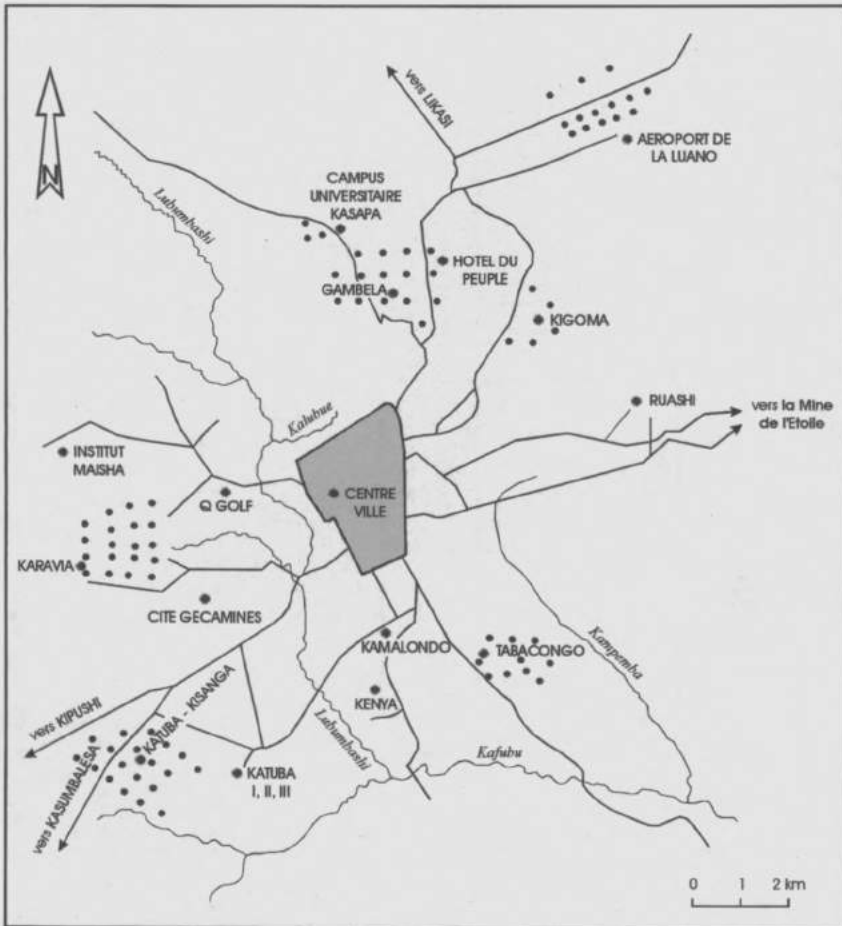 vers LIKASI
AEROPORT DE
LA LUANO
CAMPUS
UNIVERSITAIRE
KASAPA
Lubumbashi
HOTEL DU
PEUPLE
GAMBELA
KIGOMA
RUASHI
vers la Mine
de l'Etoile
Kalubue
INSTITUT
MAISHA
Q GOLF
CENTRE
VILLE
KARAVIA
CITE GECAMINES
KAMALONDO
TABACONGO
Kampemba
KENYA
vers KIPUSHI
KATUBA - KISANGA
Lubumbashi
Kafubu
KATUBA
I, II, III
vers KASUMBALESA
N
0 1 2 km